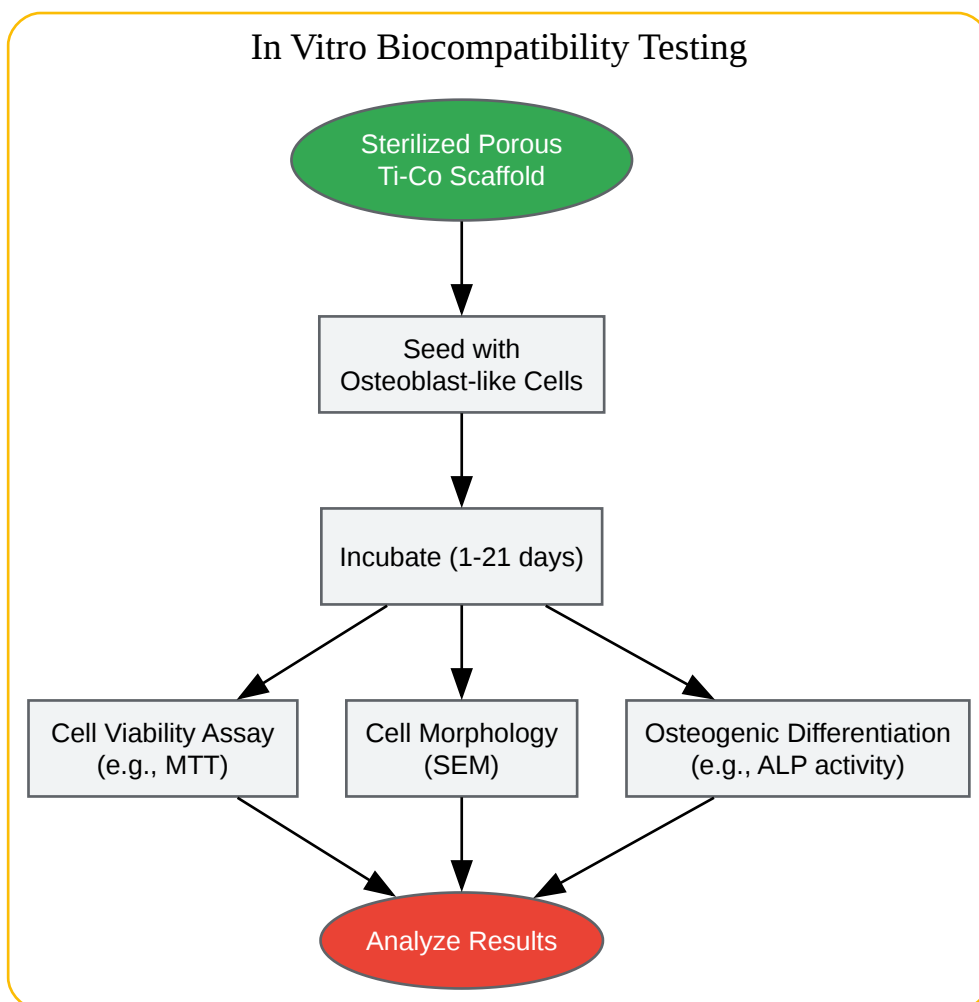 In Vitro Biocompatibility Testing
Sterilized Porous
Ti-Co Scaffold
Seed with
Osteoblast-like Cells
Incubate (1-21 days)
Cell Viability Assay
(e.g., MTT)
Cell Morphology
(SEM)
Osteogenic Differentiation
(e.g., ALP activity)
Analyze Results